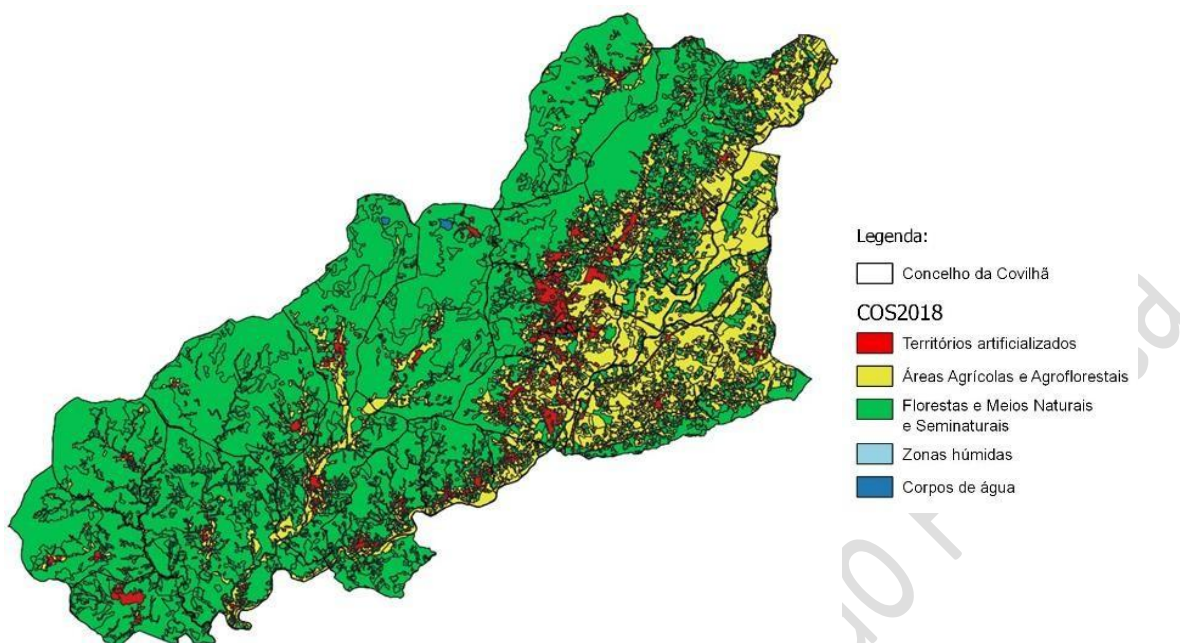 Legenda:
Concelho da Covilhã
COS2018
Territórios artificializados
Áreas Agrícolas e Agroflorestais
Florestas e Meios Naturais
e Seminaturais
Zonas húmidas
Corpos de água